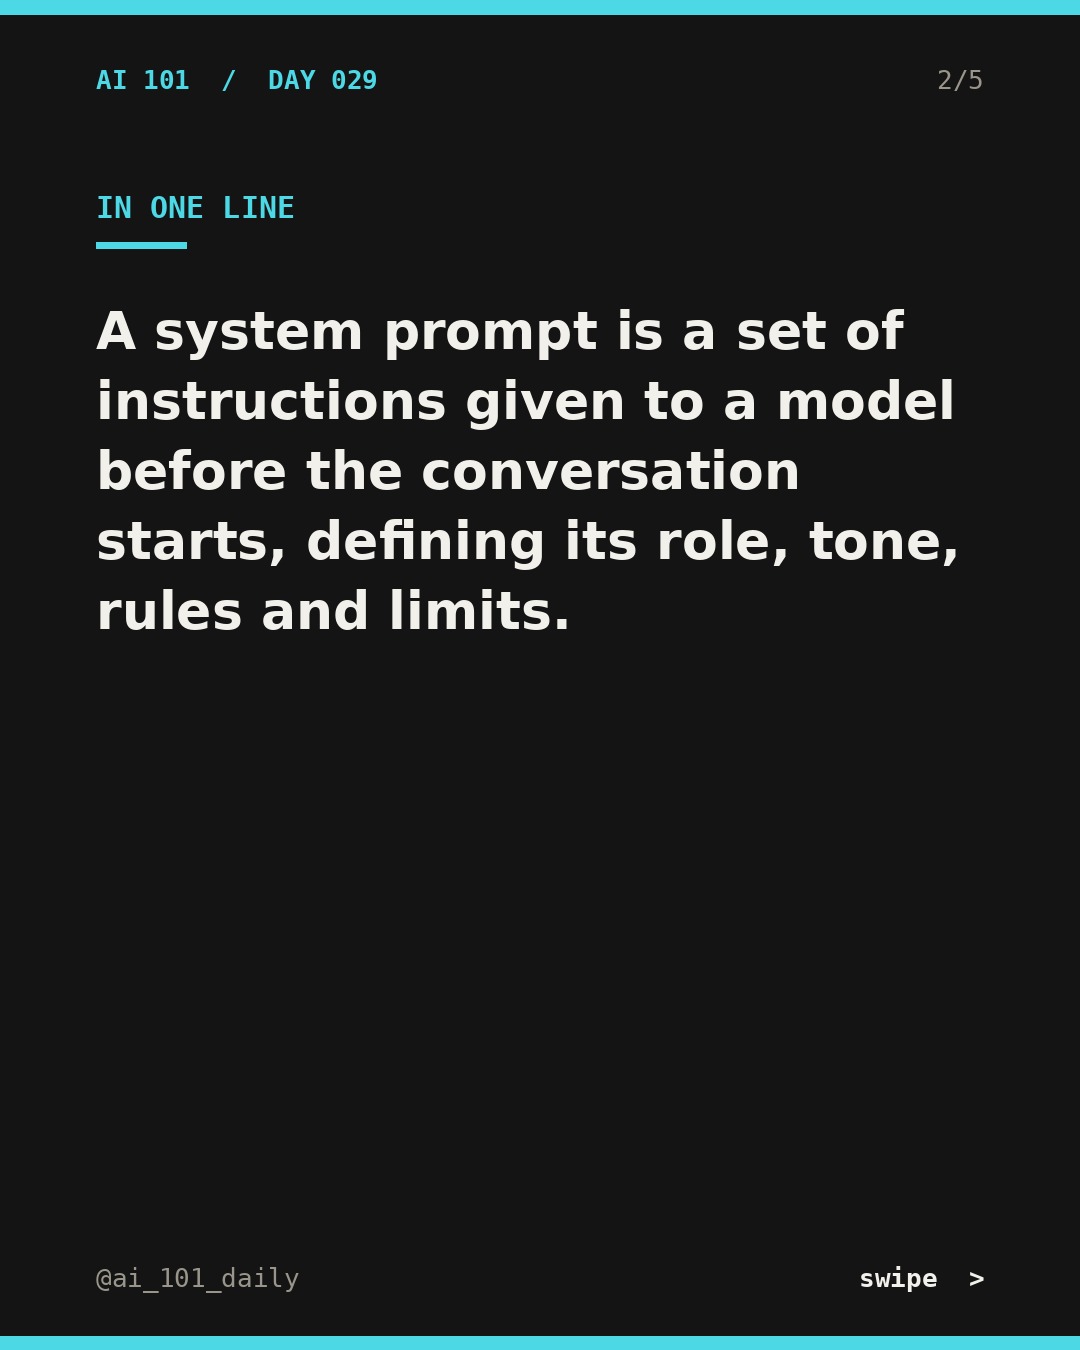 AI 101 / DAY 029
2/5
IN ONE LINE
A system prompt is a set of
instructions given to a model
before the conversation
starts, defining its role, tone,
rules and limits.
@ai_101_daily
swipe >